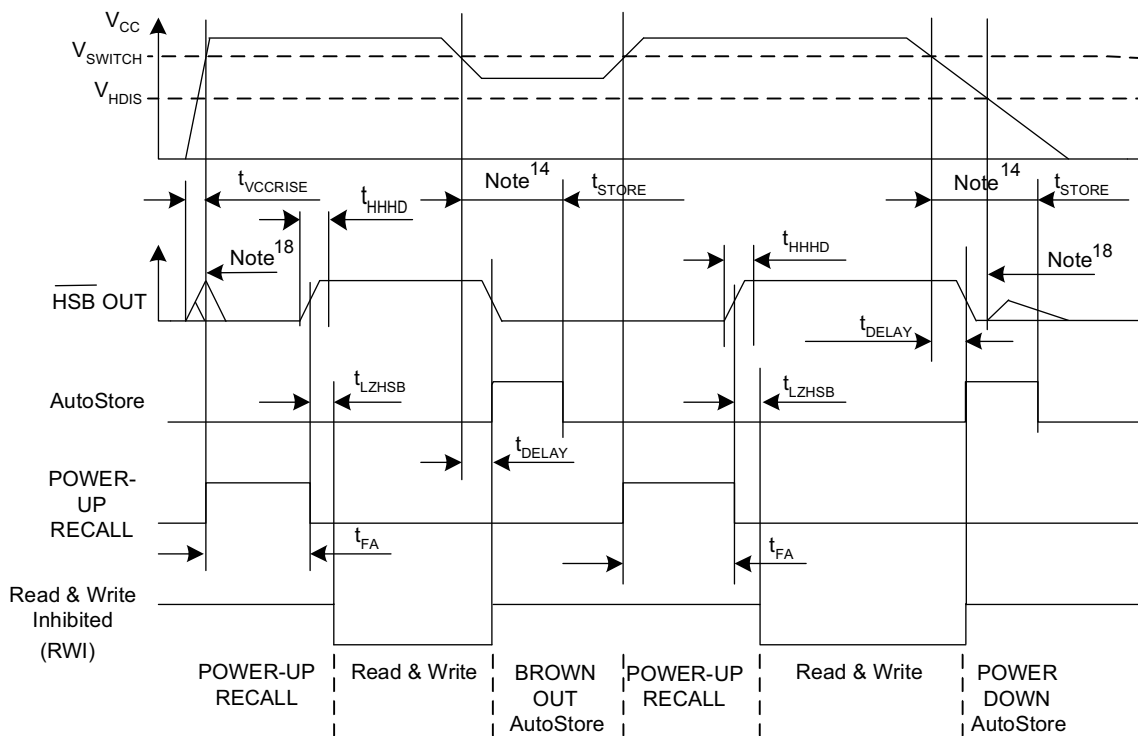 VCC
VSWITCH
VHDIS
tVCCRISE
Note14
tSTORE
Note14
tSTORE
tHHHD
Note18
tHHHD
Note18
HSB OUT
tDELAY
tLZHSB
tLZHSB
AutoStore
tDELAY
POWER-
UP
RECALL
tFA
tFA
Read & Write
Inhibited
(RWI)
POWER-UP
RECALL
Read & Write
BROWN
OUT
AutoStore
POWER-UP
RECALL
Read & Write
POWER
DOWN
AutoStore